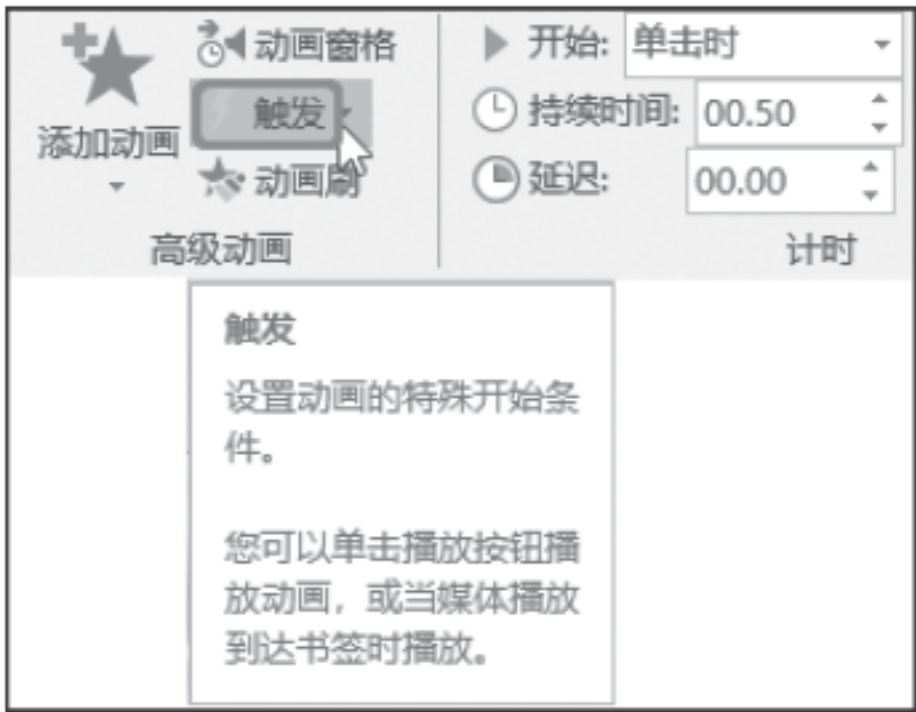 动画窗格
开始: 单击时
触发
持续时间: 00.50
添加动画
动画刷
延迟: 00.00
高级动画
计时
触发
设置动画的特殊开始条
件。
您可以单击播放按钮播
放动画，或当媒体播放
到达书签时播放。